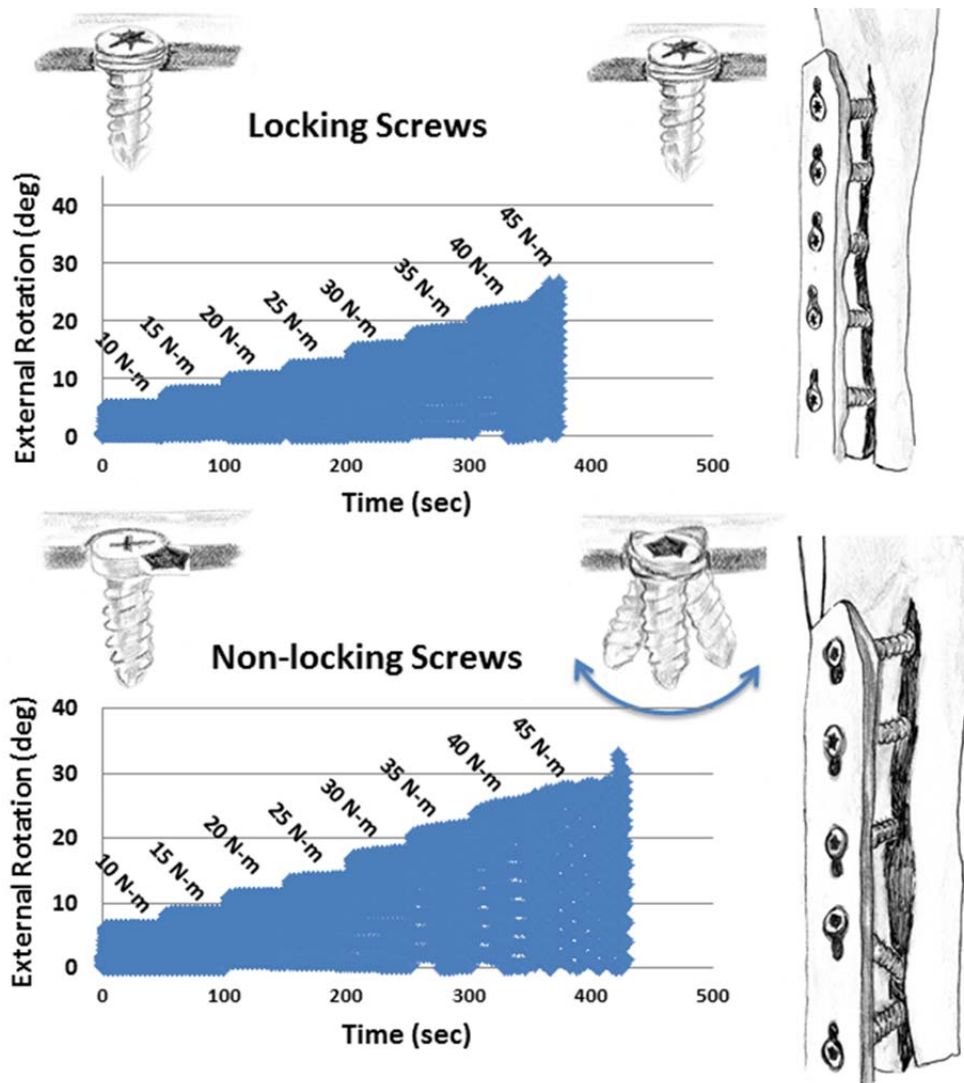 Locking Screws
External Rotation (deg)
40
30
20
10
0
10 N-m
15 N-m
20 N-m
25 N-m
30 N-m
35 N-m
40 N-m
45 N-m
0
100
200
300
400
500
Time (sec)
Non-locking Screws
External Rotation (deg)
40
30
20
10
0
10 N-m
15 N-m
20 N-m
25 N-m
30 N-m
35 N-m
40 N-m
45 N-m
0
100
200
300
400
500
Time (sec)